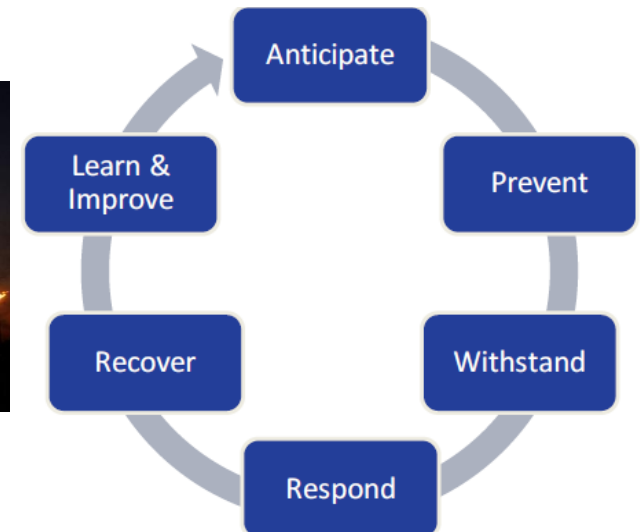 Anticipate
Prevent
Withstand
Respond
Recover
Learn &
Improve